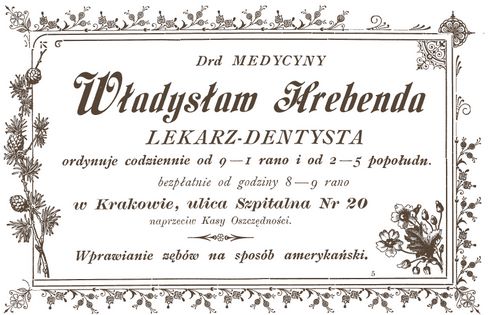 Drd MEDYCYNY
Władysław Hrebenda
LEKARZ-DENTYSTA
ordynuje codziennie od 9—1 rano i od 2—5 popołudn.
bezpłatnie od godziny 8—9 rano
w Krakowie, ulica Szpitalna Nr 20
naprzeciw Kasy Oszczędności.
Wprawianie zębów na sposób amerykański.
5